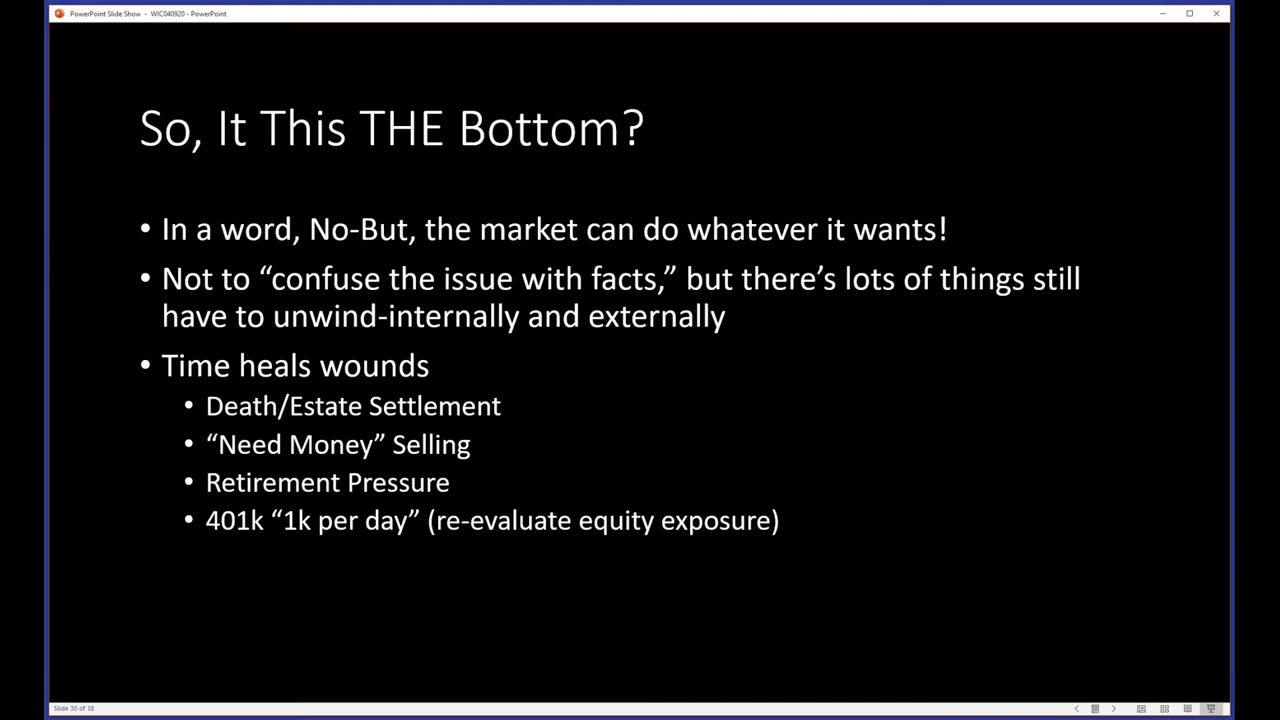 PowerPoint Slide Show - WIC040920 - PowerPoint
So, It This THE Bottom?
• In a word, No-But, the market can do whatever it wants!
• Not to “confuse the issue with facts,” but there’s lots of things still
have to unwind-internally and externally
• Time heals wounds
• Death/Estate Settlement
• “Need Money” Selling
• Retirement Pressure
• 401k “1k per day” (re-evaluate equity exposure)
Slide 30 of 38